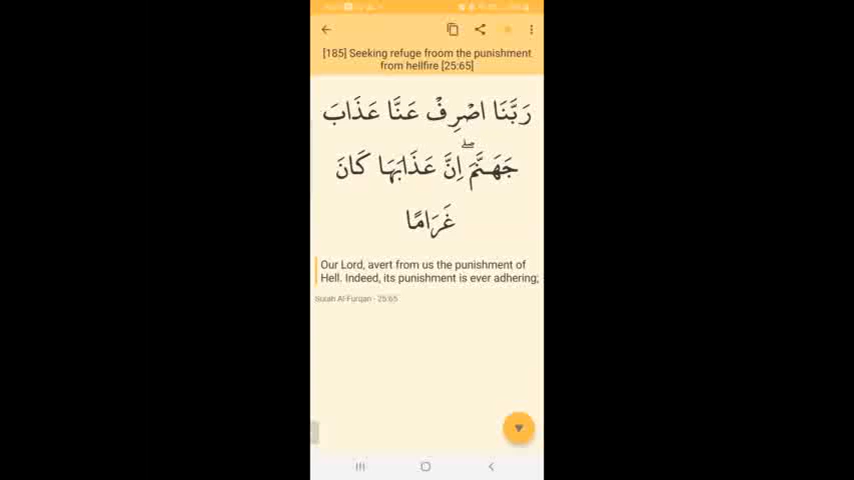 [185] Seeking refuge froom the punishment
from hellfire [25:65]
رَبَّنَا اصْرِفْ عَنَّا عَذَابَ
جَهَنَّمَ ۖ إِنَّ عَذَابَهَا كَانَ
غَرَامًا
Our Lord, avert from us the punishment of
Hell. Indeed, its punishment is ever adhering;
Surah Al-Furqan - 25:65